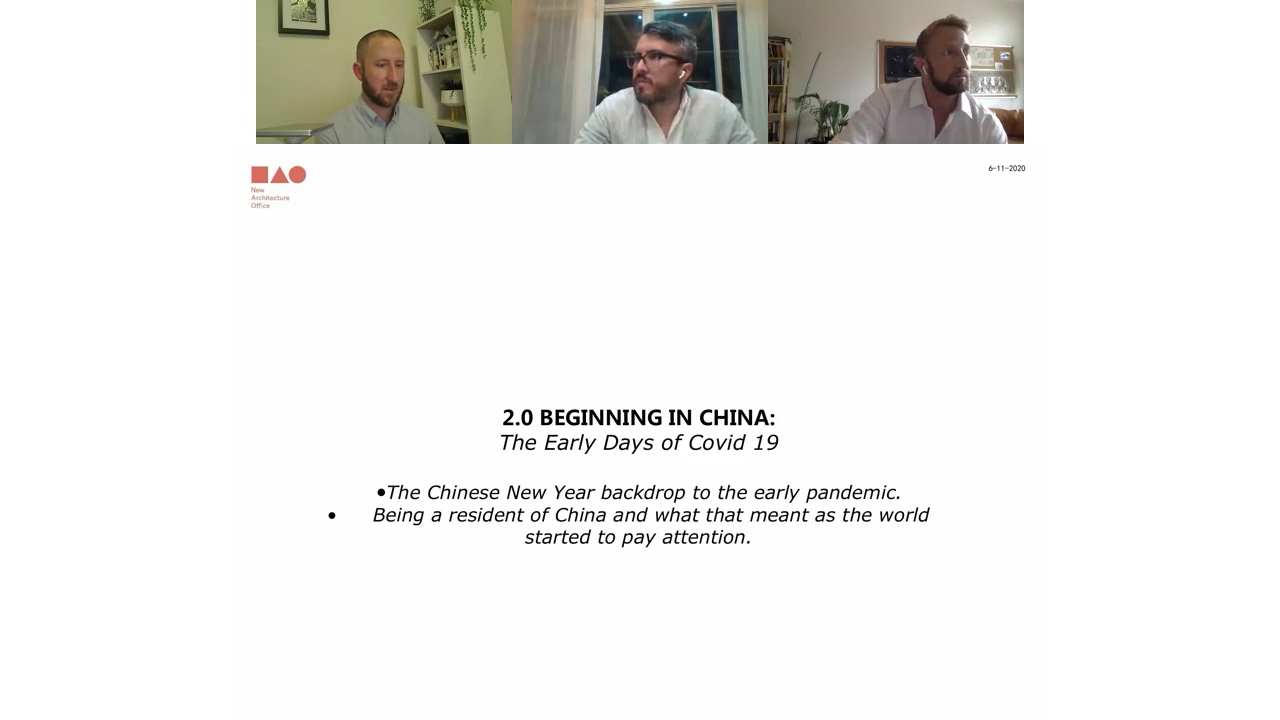 6-11-2020
New
Architecture
Office
2.0 BEGINNING IN CHINA:
The Early Days of Covid 19
•The Chinese New Year backdrop to the early pandemic.
• Being a resident of China and what that meant as the world
started to pay attention.